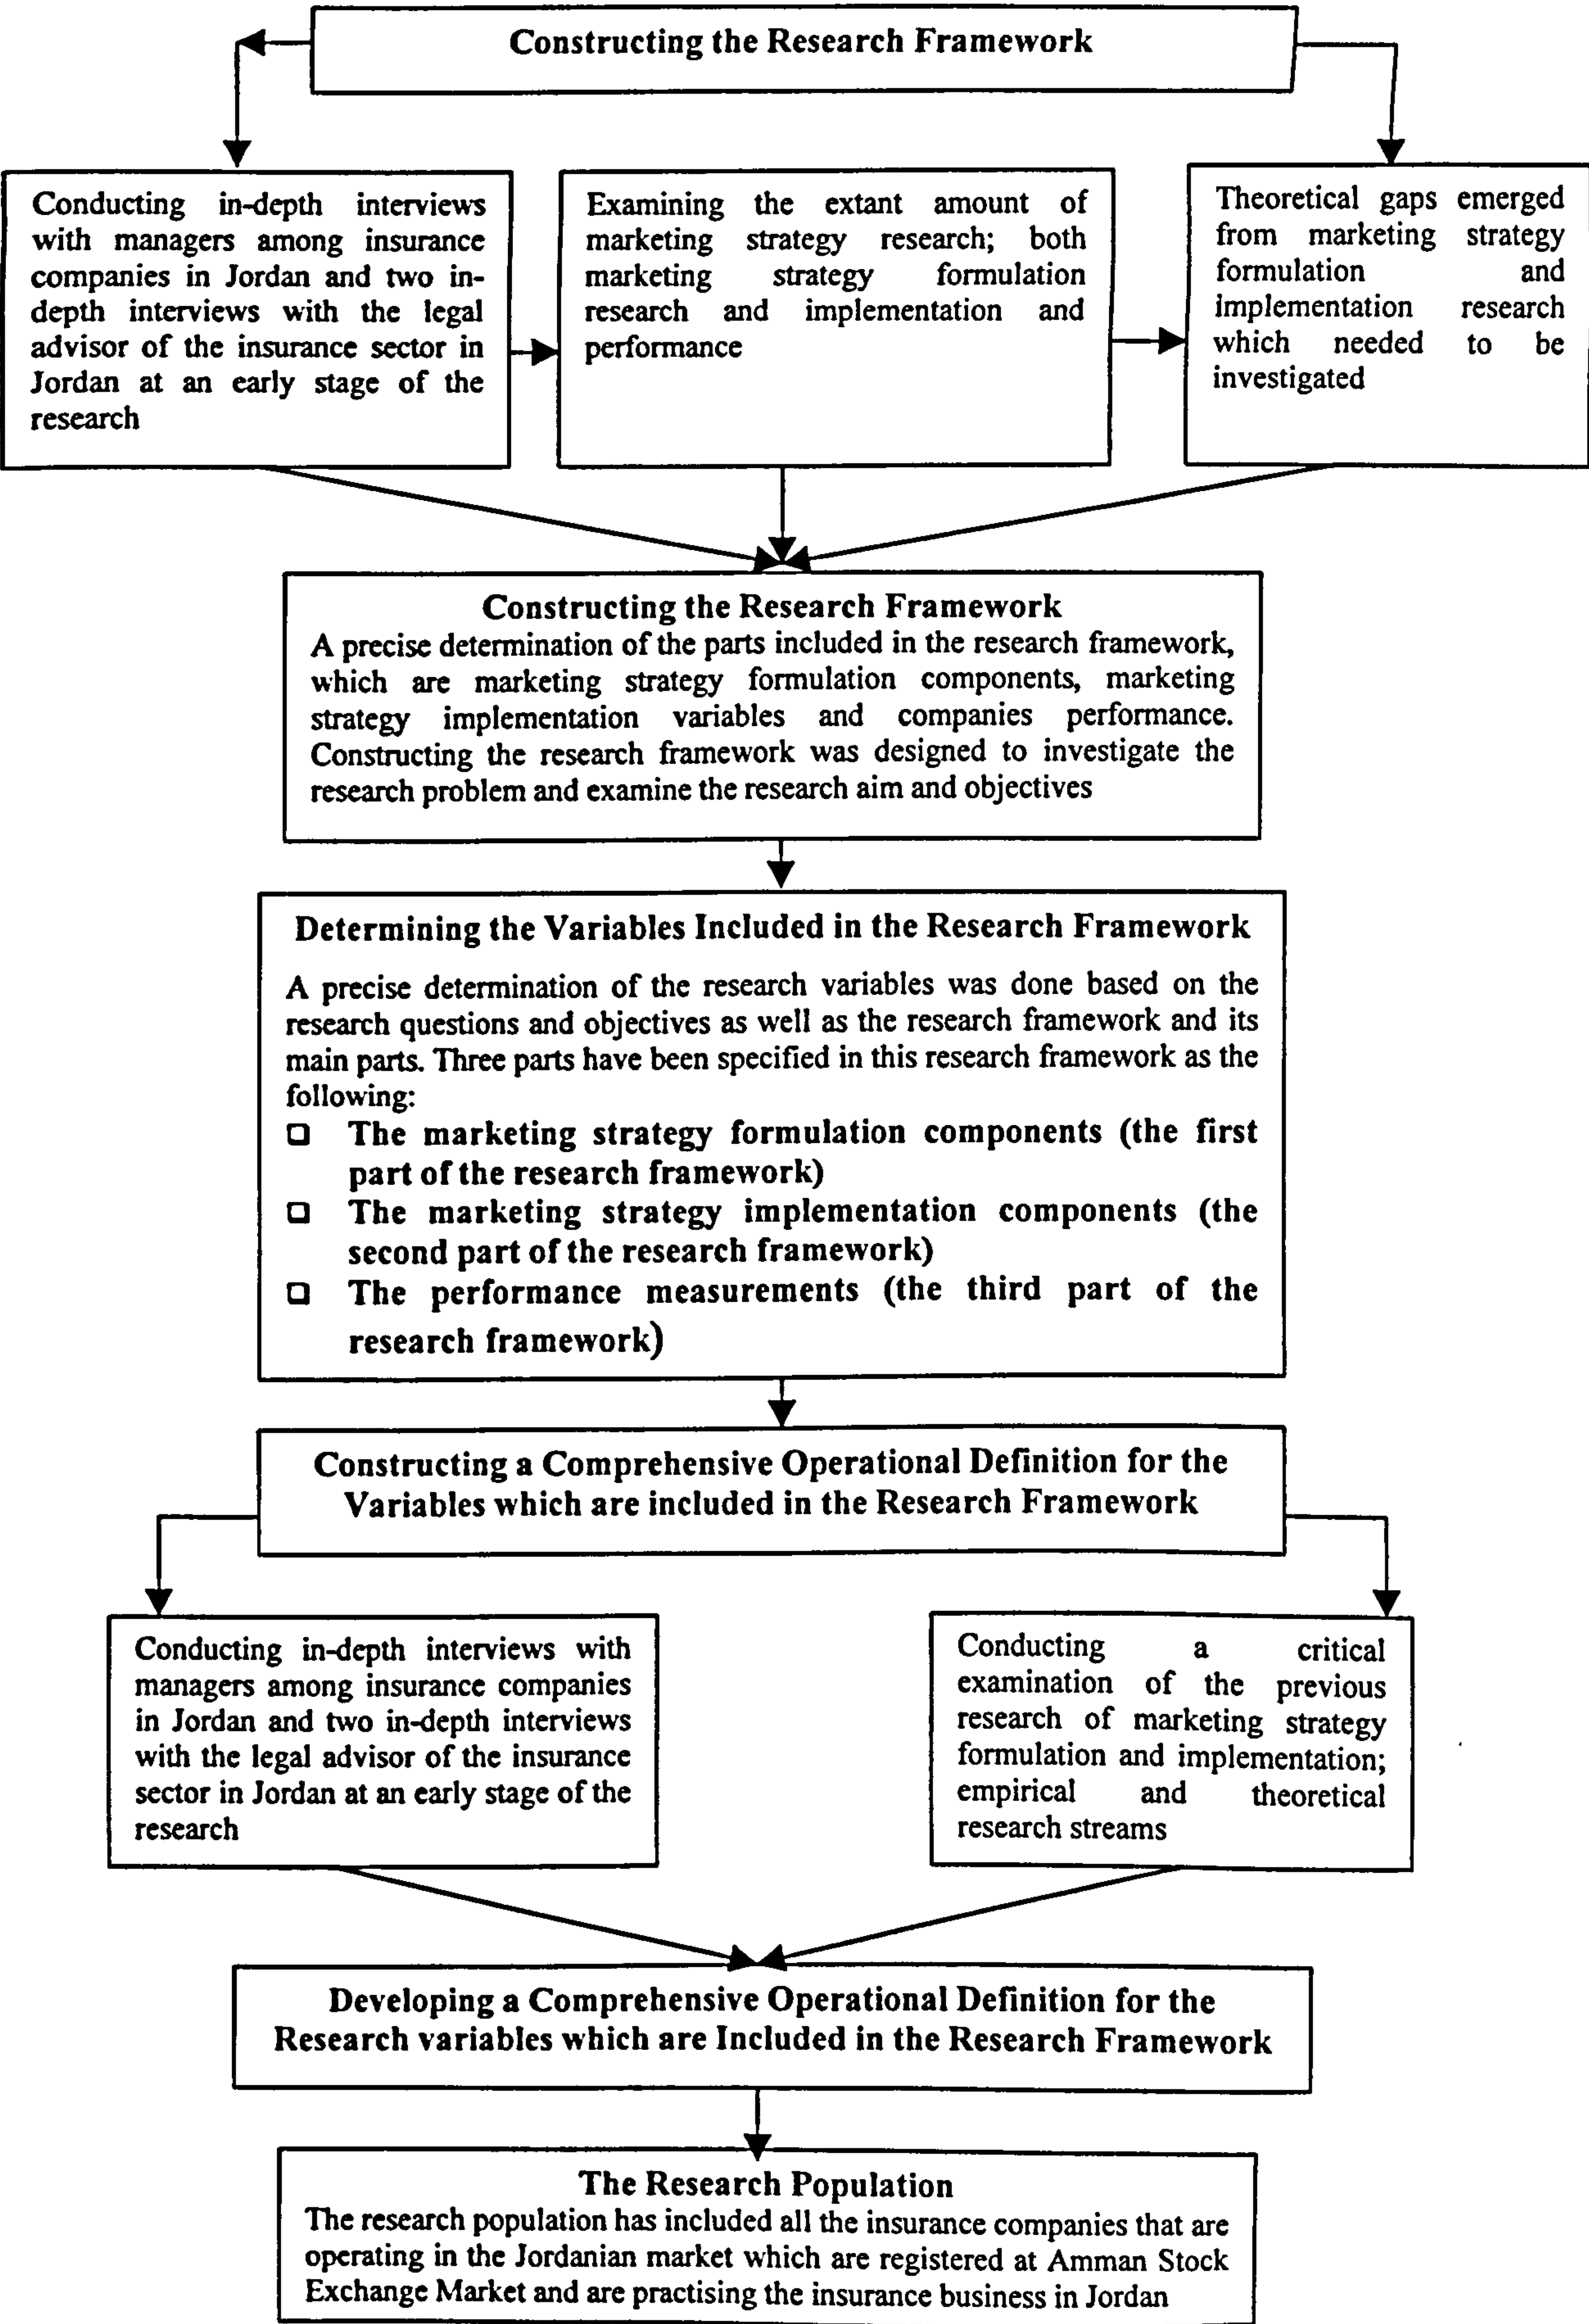 Constructing the Research Framework
Conducting in-depth interviews
with managers among insurance
companies in Jordan and two in-
depth interviews with the legal
advisor of the insurance sector in
Jordan at an early stage of the
research
Examining the extant amount of
marketing strategy research; both
marketing strategy formulation
research and implementation and
performance
Theoretical gaps emerged
from marketing strategy
formulation and
implementation research
which needed to be
investigated
Constructing the Research Framework
A precise determination of the parts included in the research framework,
which are marketing strategy formulation components, marketing
strategy implementation variables and companies performance.
Constructing the research framework was designed to investigate the
research problem and examine the research aim and objectives
Determining the Variables Included in the Research Framework
A precise determination of the research variables was done based on the
research questions and objectives as well as the research framework and its
main parts. Three parts have been specified in this research framework as the
following:
❑ The marketing strategy formulation components (the first
part of the research framework)
❑ The marketing strategy implementation components (the
second part of the research framework)
❑ The performance measurements (the third part of the
research framework)
Constructing a Comprehensive Operational Definition for the
Variables which are included in the Research Framework
Conducting in-depth interviews with
managers among insurance companies
in Jordan and two in-depth interviews
with the legal advisor of the insurance
sector in Jordan at an early stage of the
research
Conducting a critical
examination of the previous
research of marketing strategy
formulation and implementation;
empirical and theoretical
research streams
Developing a Comprehensive Operational Definition for the
Research variables which are Included in the Research Framework
The Research Population
The research population has included all the insurance companies that are
operating in the Jordanian market which are registered at Amman Stock
Exchange Market and are practising the insurance business in Jordan